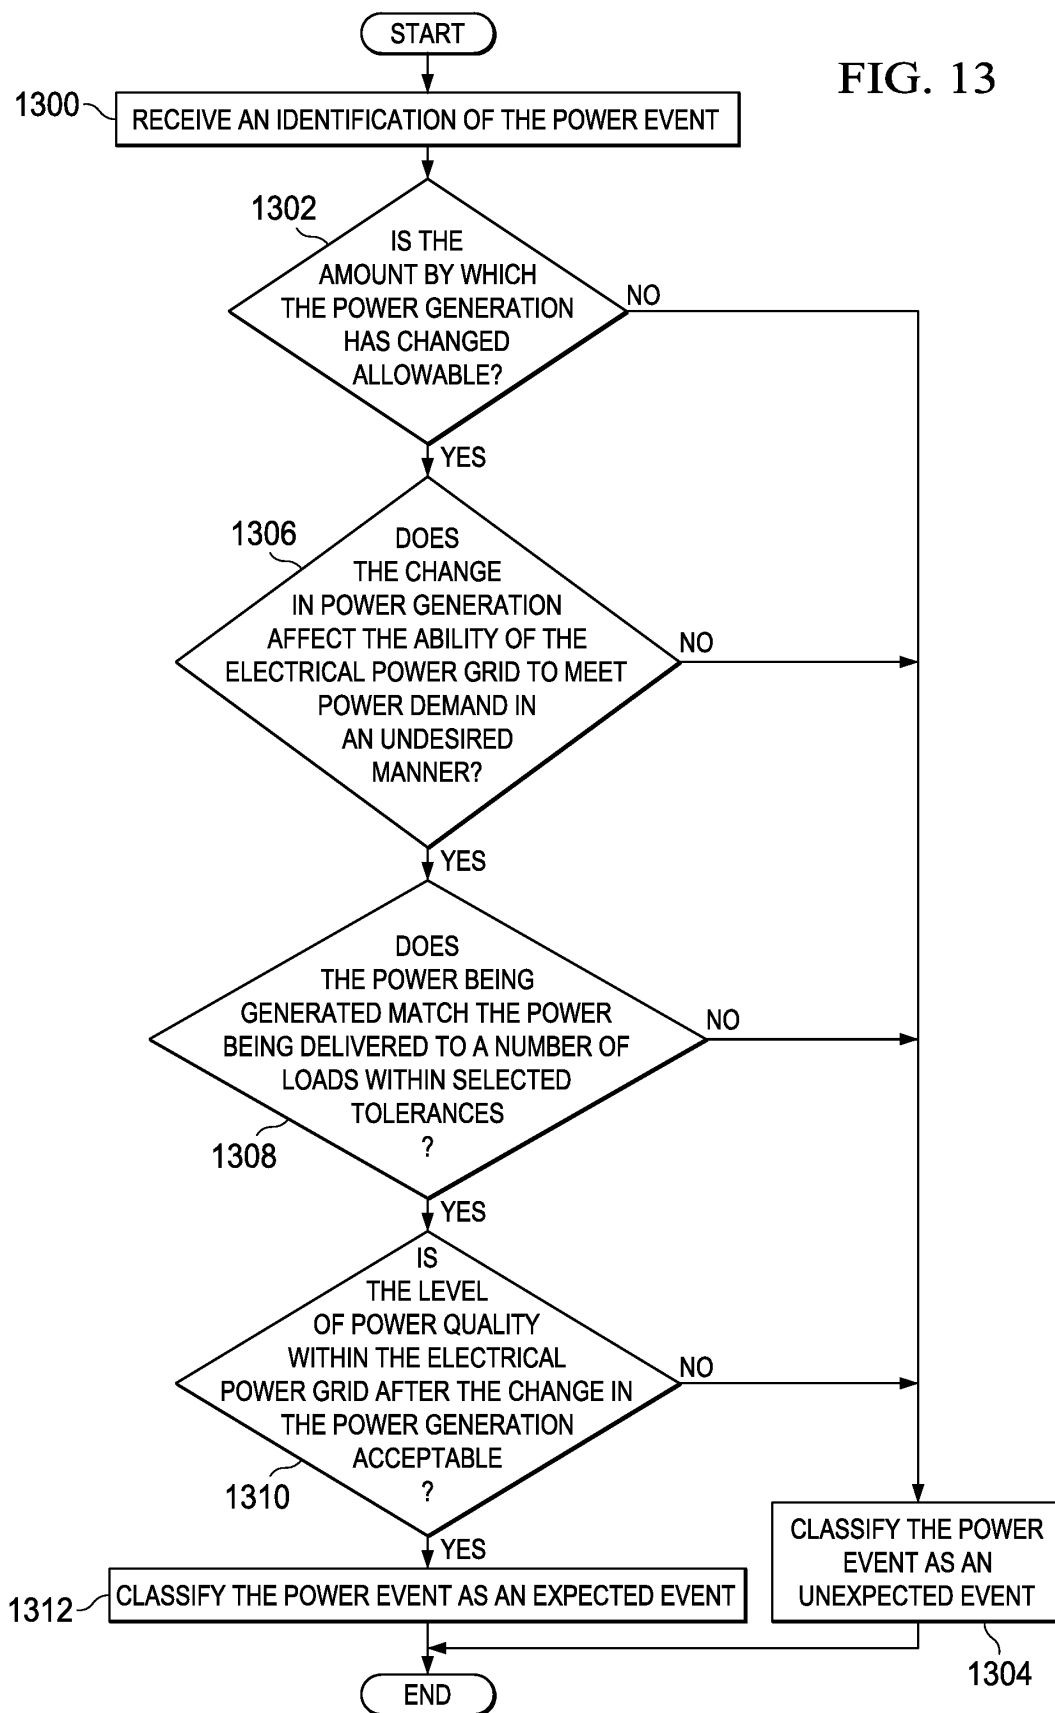 START
FIG. 13
1300
RECEIVE AN IDENTIFICATION OF THE POWER EVENT
1302
IS THE
AMOUNT BY WHICH
THE POWER GENERATION
HAS CHANGED
ALLOWABLE?
NO
YES
1306
DOES
THE CHANGE
IN POWER GENERATION
AFFECT THE ABILITY OF THE
ELECTRICAL POWER GRID TO MEET
POWER DEMAND IN
AN UNDESIRED
MANNER?
NO
YES
DOES
THE POWER BEING
GENERATED MATCH THE POWER
BEING DELIVERED TO A NUMBER OF
LOADS WITHIN SELECTED
TOLERANCES
?
NO
1308
YES
IS
THE LEVEL
OF POWER QUALITY
WITHIN THE ELECTRICAL
POWER GRID AFTER THE CHANGE IN
THE POWER GENERATION
ACCEPTABLE
?
NO
1310
YES
CLASSIFY THE POWER EVENT AS AN EXPECTED EVENT
1312
CLASSIFY THE POWER
EVENT AS AN
UNEXPECTED EVENT
1304
END